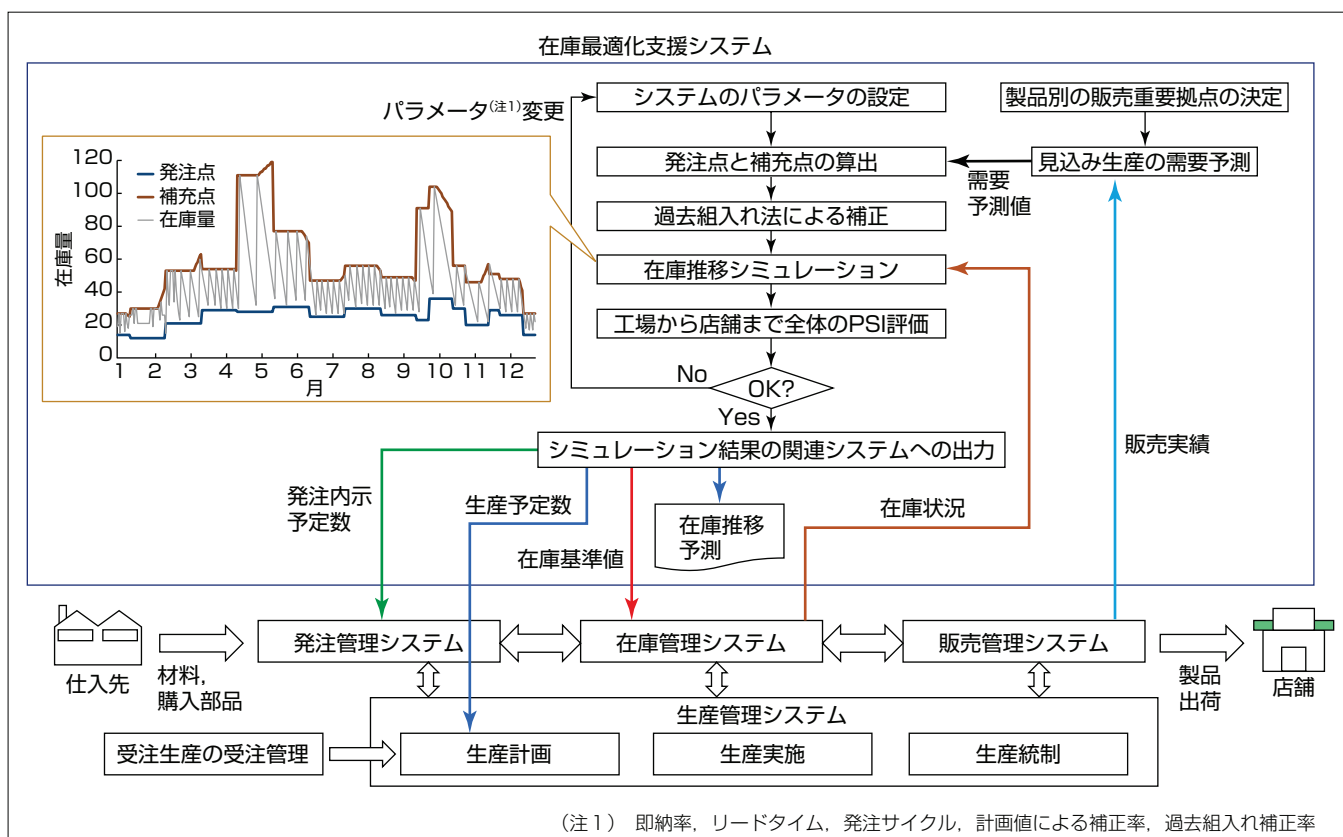 在庫最適化支援システム
パラメータ(注1)変更
システムのパラメータの設定
製品別の販売重要拠点の決定
発注点と補充点の算出
見込み生産の需要予測
需要
予測値
過去組入れ法による補正
在庫推移シミュレーション
工場から店舗まで全体のPSI評価
No
OK?
Yes
シミュレーション結果の関連システムへの出力
120
100
80
60
40
20
0
在庫量
発注点
補充点
在庫量
1 2 3 4 5 6 7 8 9 10 11 12
月
発注内示
予定数
生産予定数
在庫基準値
在庫推移
予測
在庫状況
販売実績
仕入先
材料,
購入部品
発注管理システム
在庫管理システム
販売管理システム
製品
出荷
店舗
生産管理システム
受注生産の受注管理
生産計画
生産実施
生産統制
(注1) 即納率,リードタイム,発注サイクル,計画値による補正率,過去組入れ補正率